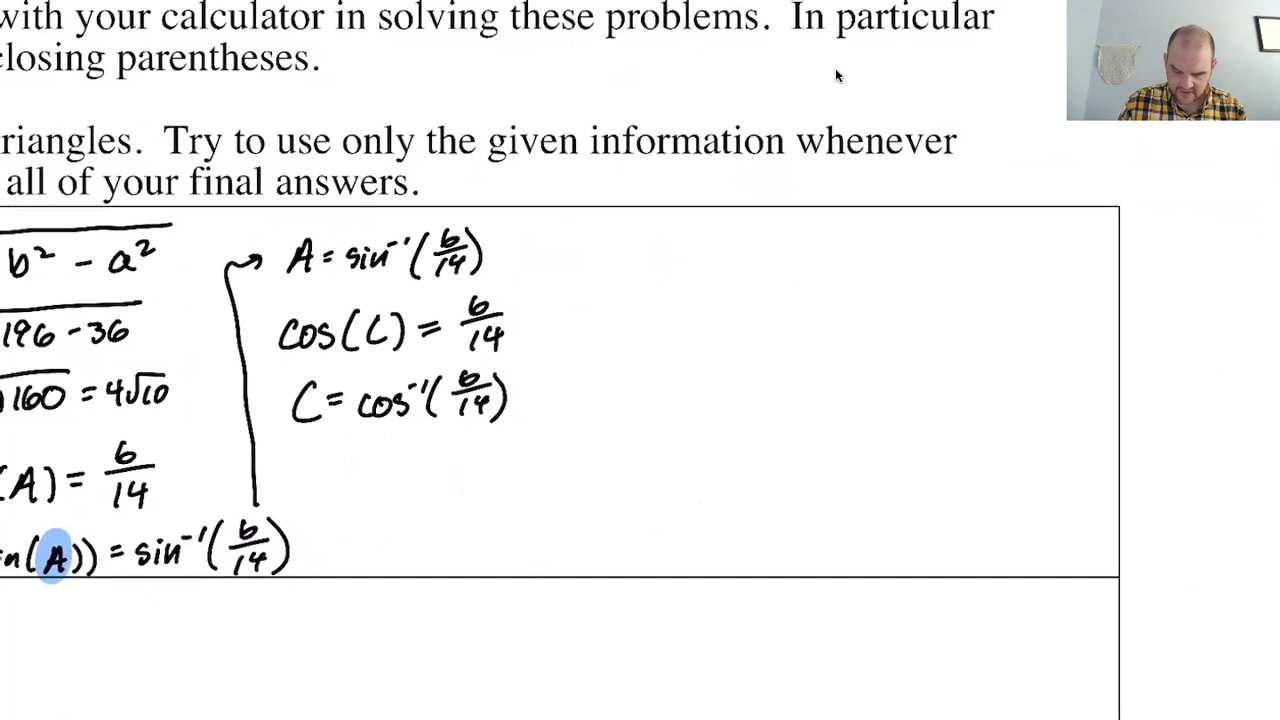 with your calculator in solving these problems. In particular
closing parentheses.
riangles. Try to use only the given information whenever
all of your final answers.
b² - a²
196 - 36
√160 = 4√10
(A) = 6/14
n(A)) = sin⁻¹(6/14)
A = sin⁻¹(6/14)
cos(C) = 6/14
C = cos⁻¹(6/14)